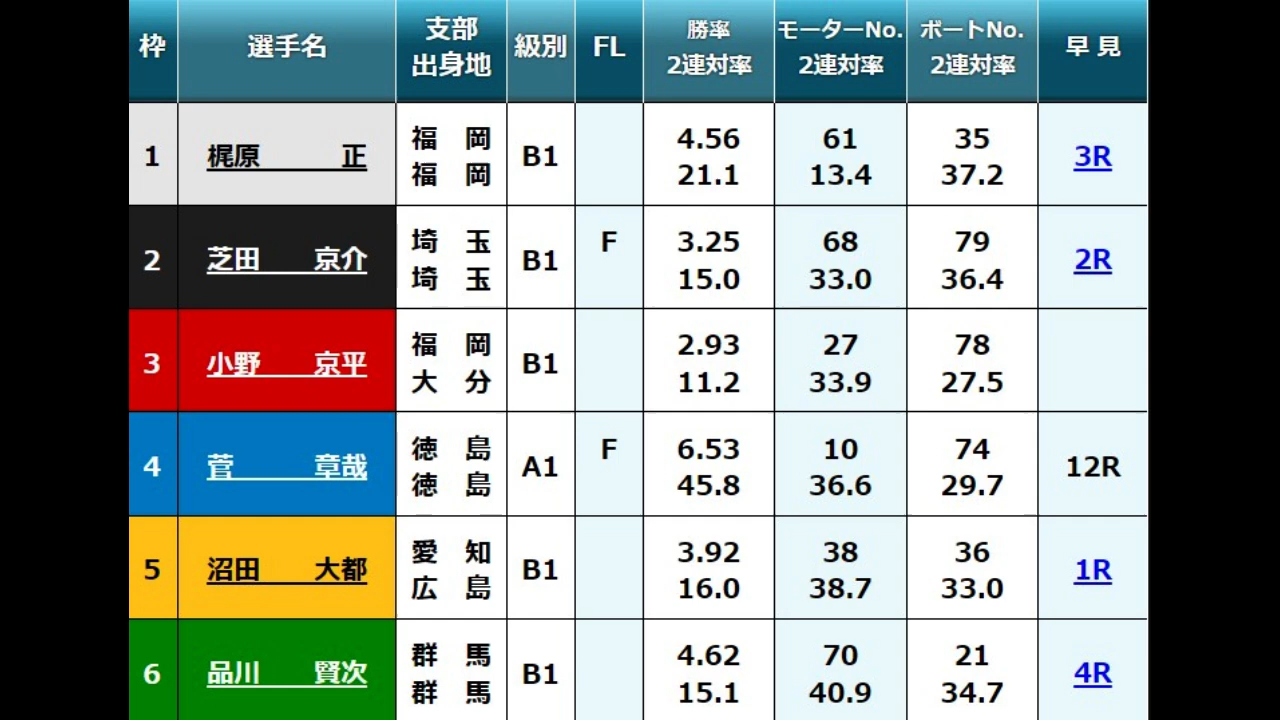 枠 選手名 支部 出身地 級別 FL 勝率 2連対率 モーターNo. 2連対率 ボートNo. 2連対率 早見
1 梶原 正 福岡 福岡 B1 4.56 21.1 61 13.4 35 37.2 3R
2 芝田 京介 埼玉 埼玉 B1 F 3.25 15.0 68 33.0 79 36.4 2R
3 小野 京平 福岡 大分 B1 2.93 11.2 27 33.9 78 27.5
4 菅 章哉 徳島 徳島 A1 F 6.53 45.8 10 36.6 74 29.7 12R
5 沼田 大都 愛知 広島 B1 3.92 16.0 38 38.7 36 33.0 1R
6 品川 賢次 群馬 群馬 B1 4.62 15.1 70 40.9 21 34.7 4R